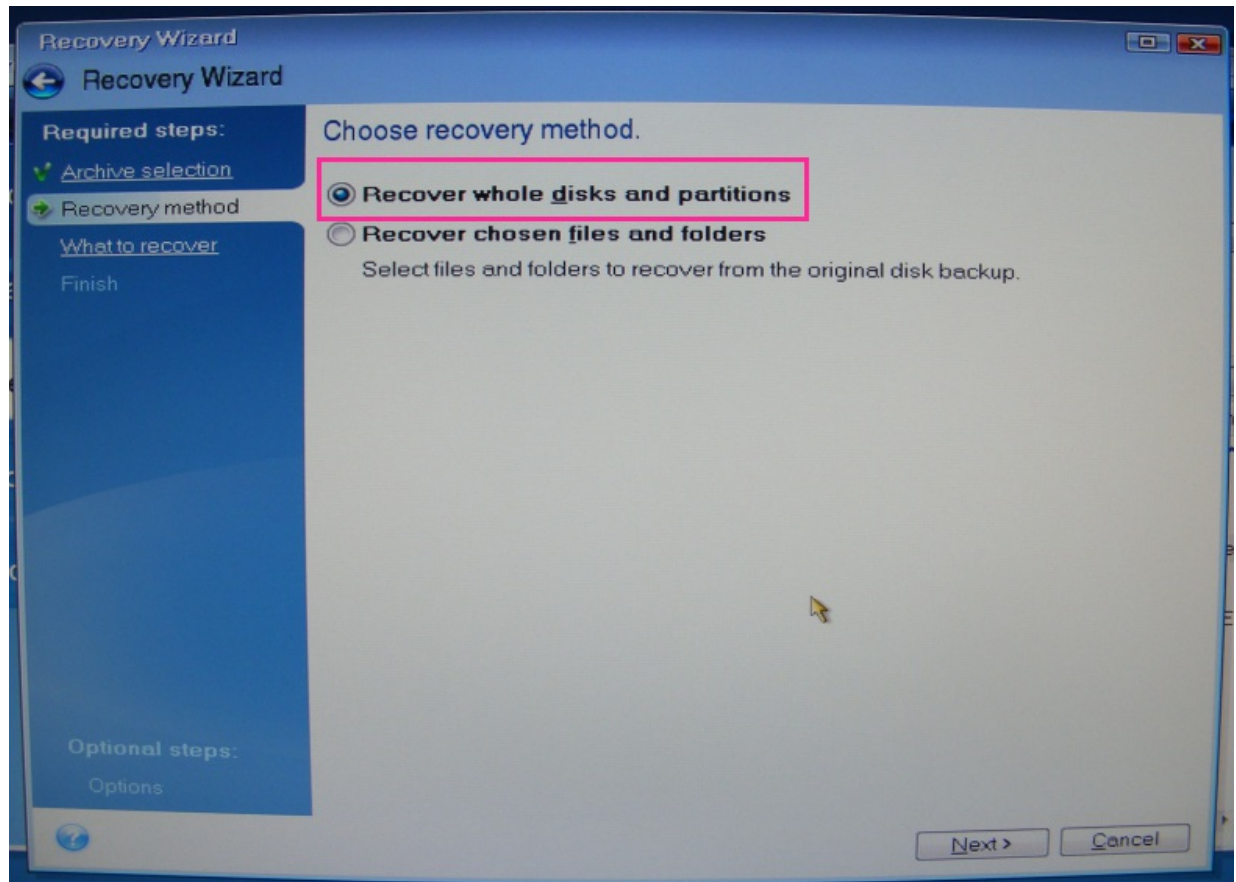 Recovery Wizard
Recovery Wizard
Required steps:
Archive selection
Recovery method
What to recover
Finish
Optional steps:
Options
Choose recovery method.
Recover whole disks and partitions
Recover chosen files and folders
Select files and folders to recover from the original disk backup.
Next >
Cancel